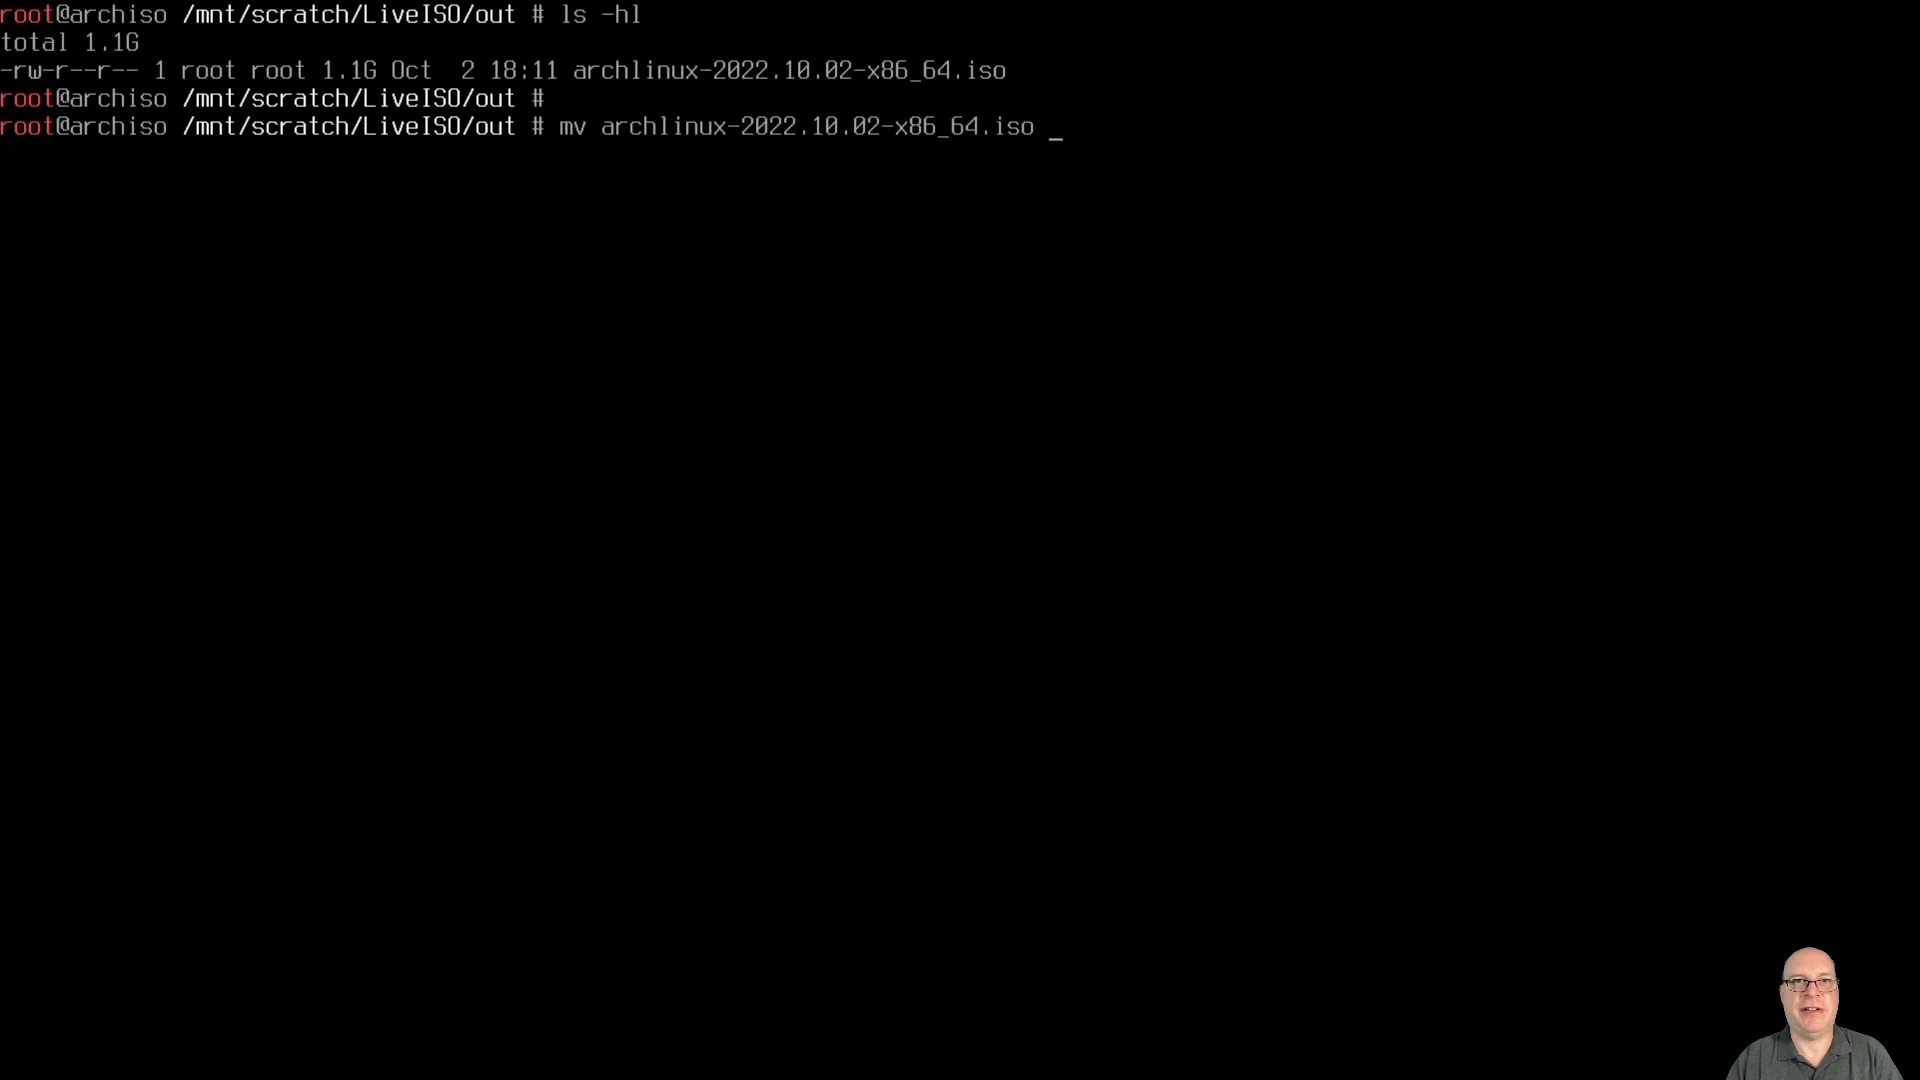 root@archiso /mnt/scratch/LiveISO/out # ls -hl
total 1.1G
-rw-r--r-- 1 root root 1.1G Oct  2 18:11 archlinux-2022.10.02-x86_64.iso
root@archiso /mnt/scratch/LiveISO/out #
root@archiso /mnt/scratch/LiveISO/out # mv archlinux-2022.10.02-x86_64.iso _